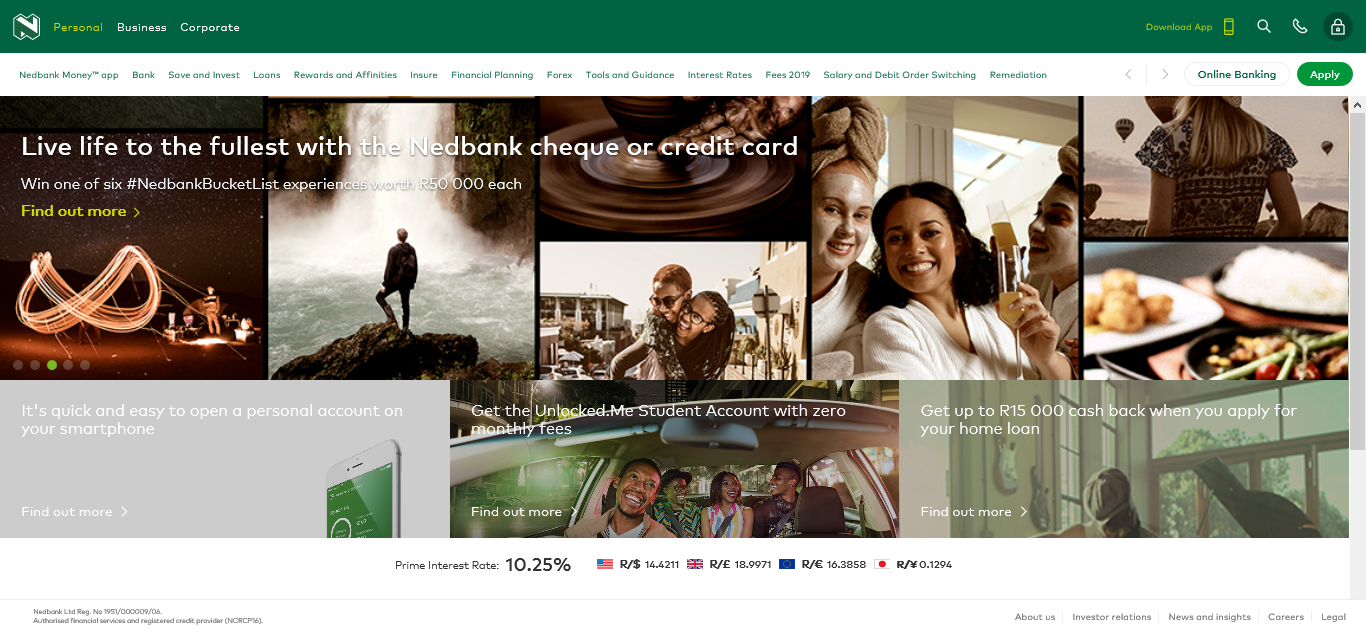 Personal Business Corporate
Download App
Nedbank Money™ app Bank Save and Invest Loans Rewards and Affinities Insure Financial Planning Forex Tools and Guidance Interest Rates Fees 2019 Salary and Debit Order Switching Remediation
Online Banking Apply
Live life to the fullest with the Nedbank cheque or credit card
Win one of six #NedbankBucketList experiences worth R50 000 each
Find out more
It's quick and easy to open a personal account on
your smartphone
Find out more
Get the Unlocked.Me Student Account with zero
monthly fees
Find out more
Get up to R15 000 cash back when you apply for
your home loan
Find out more
Prime Interest Rate: 10.25% R/$ 14.4211 R/£ 18.9971 R/€ 16.3858 R/¥ 0.1294
Nedbank Ltd Reg. No 1951/000009/06.
Authorised financial services and registered credit provider (NCRCP16).
About us Investor relations News and insights Careers Legal